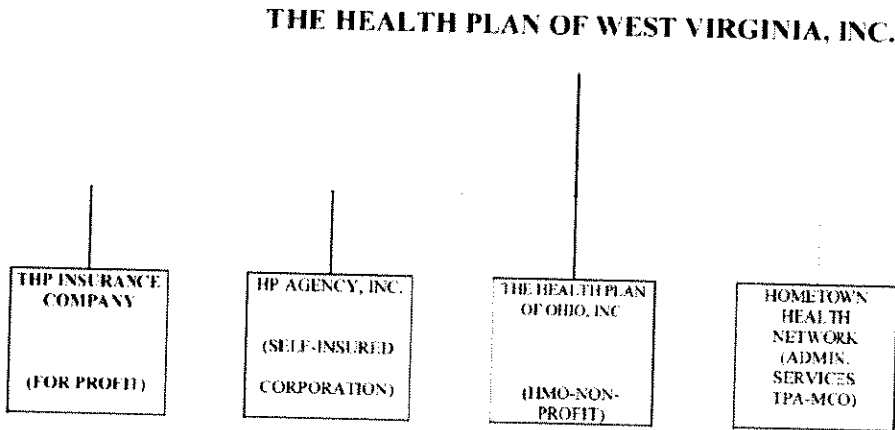 THE HEALTH PLAN OF WEST VIRGINIA, INC.
THP INSURANCE
COMPANY
(FOR PROFIT)
HP AGENCY, INC.
(SELF-INSURED
CORPORATION)
THE HEALTH PLAN
OF OHIO, INC
(HMO-NON-
PROFIT)
HOMETOWN
HEALTH
NETWORK
(ADMIN.
SERVICES
TPA-MCO)